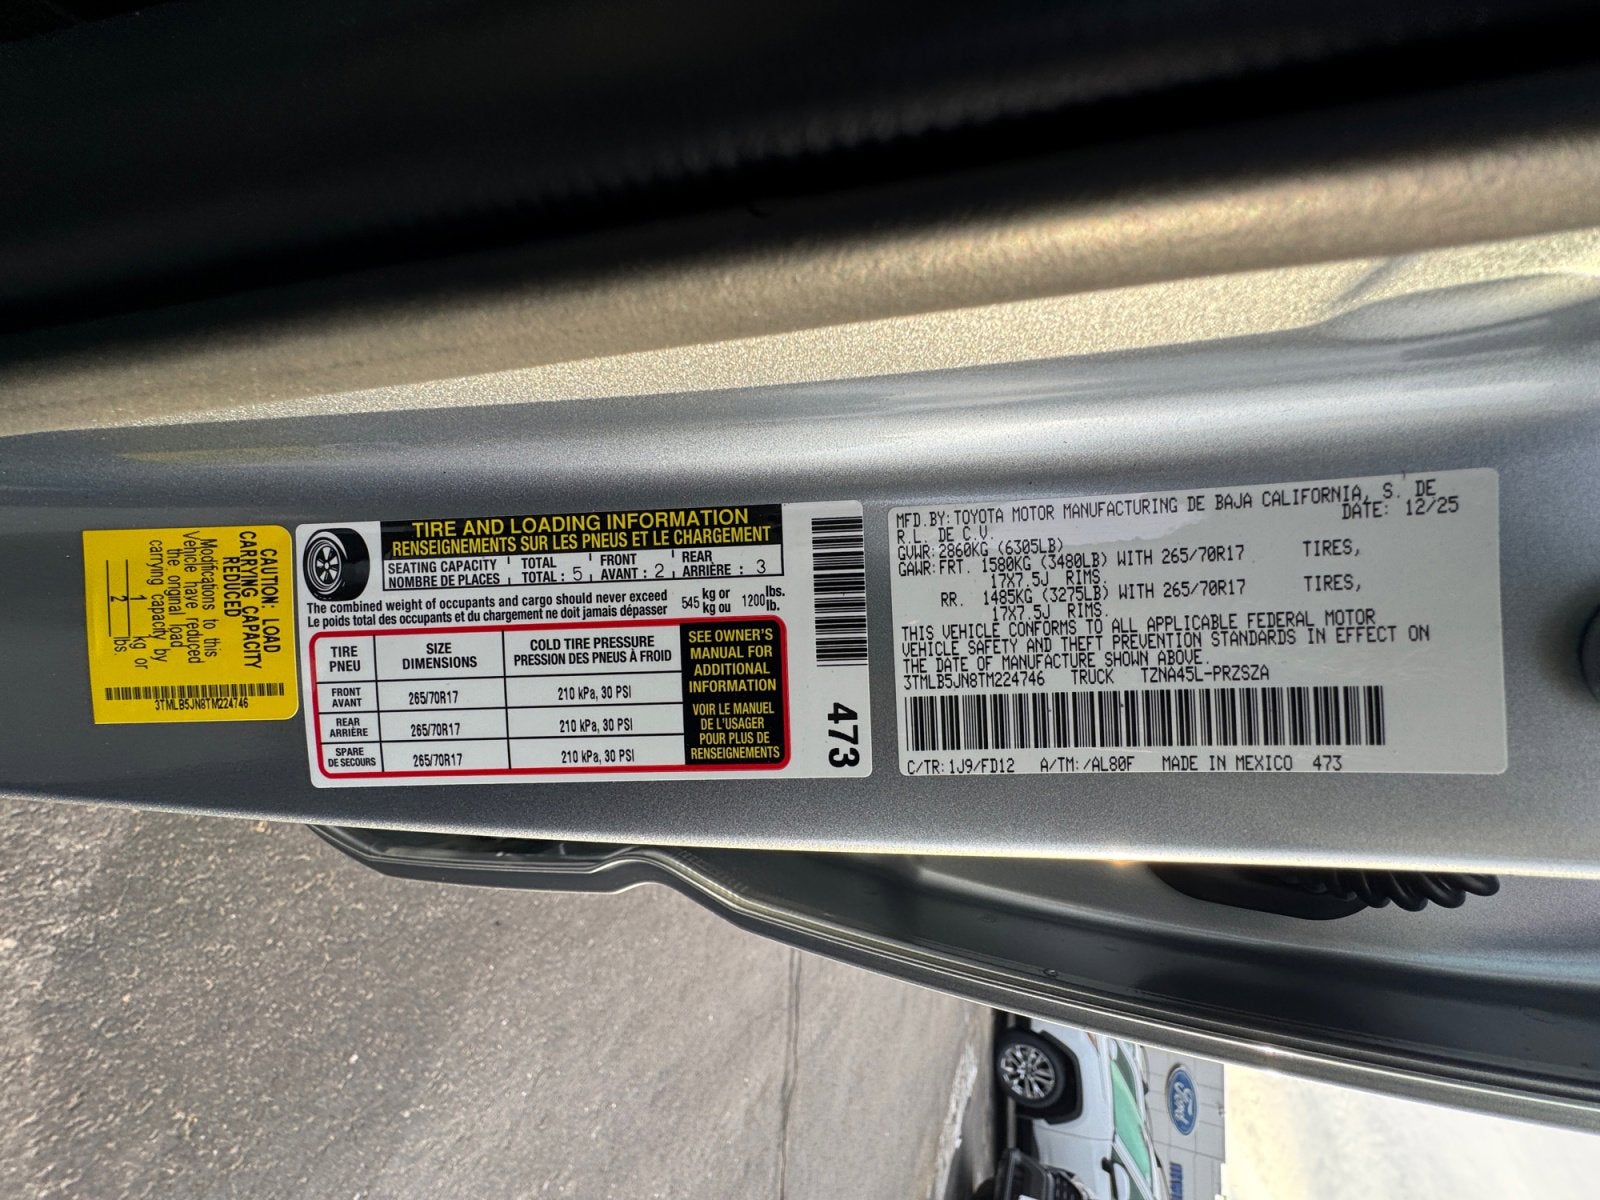 CAUTION: LOAD
CARRYING CAPACITY
REDUCED
Modifications to this
Vehicle have reduced
the original load
carrying capacity by
1 kg or
2 lbs.
3TMLB5JN8TM224746
TIRE AND LOADING INFORMATION
RENSEIGNEMENTS SUR LES PNEUS ET LE CHARGEMENT
SEATING CAPACITY TOTAL FRONT REAR
NOMBRE DE PLACES TOTAL : 5 AVANT : 2 ARRIÈRE : 3
The combined weight of occupants and cargo should never exceed 545 kg or 1200 lbs.
Le poids total des occupants et du chargement ne doit jamais dépasser kg ou lb.
TIRE SIZE COLD TIRE PRESSURE
PNEU DIMENSIONS PRESSION DES PNEUS À FROID
FRONT
AVANT 265/70R17 210 kPa, 30 PSI
REAR
ARRIÈRE 265/70R17 210 kPa, 30 PSI
SPARE
DE SECOURS 265/70R17 210 kPa, 30 PSI
SEE OWNER'S
MANUAL FOR
ADDITIONAL
INFORMATION
VOIR LE MANUEL
DE L'USAGER
POUR PLUS DE
RENSEIGNEMENTS
473
MFD.BY:TOYOTA MOTOR MANUFACTURING DE BAJA CALIFORNIA, S. DE
R.L. DE C.V. DATE: 12/25
GVWR:2860KG (6305LB)
GAWR:FRT. 1580KG (3480LB) WITH 265/70R17 TIRES,
17X7.5J RIMS.
RR. 1485KG (3275LB) WITH 265/70R17 TIRES,
17X7.5J RIMS.
THIS VEHICLE CONFORMS TO ALL APPLICABLE FEDERAL MOTOR
VEHICLE SAFETY AND THEFT PREVENTION STANDARDS IN EFFECT ON
THE DATE OF MANUFACTURE SHOWN ABOVE.
3TMLB5JN8TM224746 TRUCK TZNA45L-PRZSZA
C/TR:1J9/FD12 A/TM:/AL80F MADE IN MEXICO 473
Ford